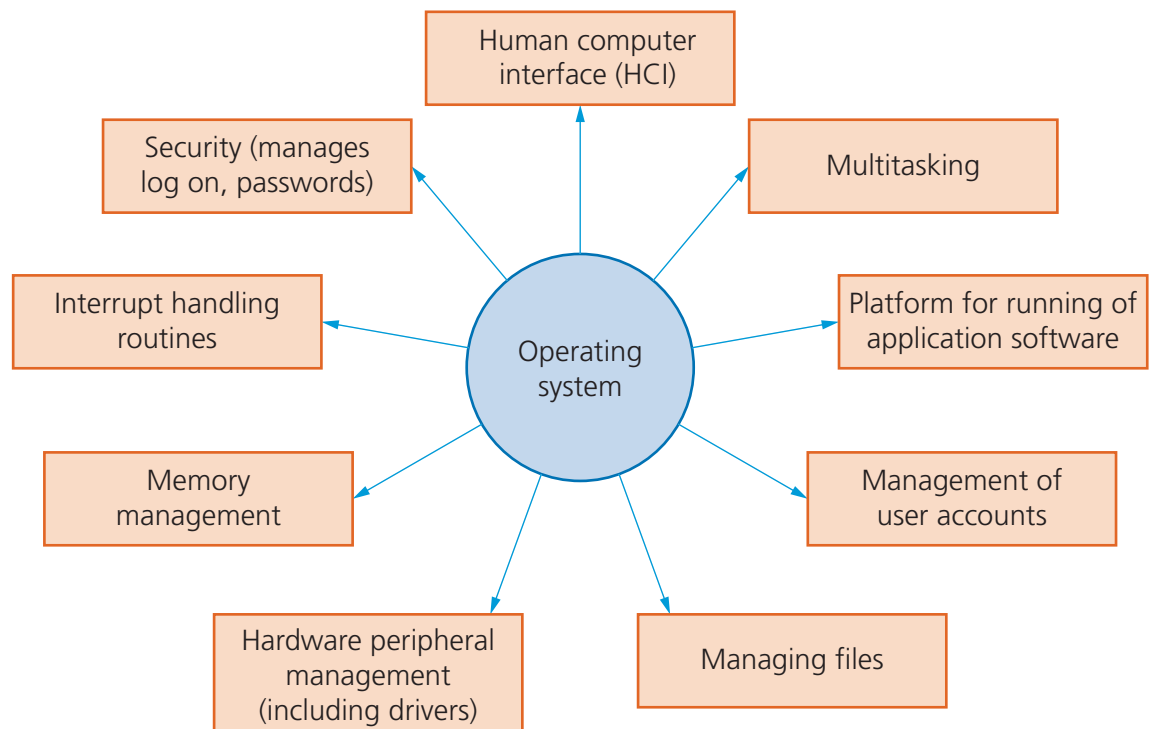 Human computer
interface (HCI)
Security (manages
log on, passwords)
Multitasking
Interrupt handling
routines
Platform for running of
application software
Operating
system
Memory
management
Management of
user accounts
Hardware peripheral
management
(including drivers)
Managing files